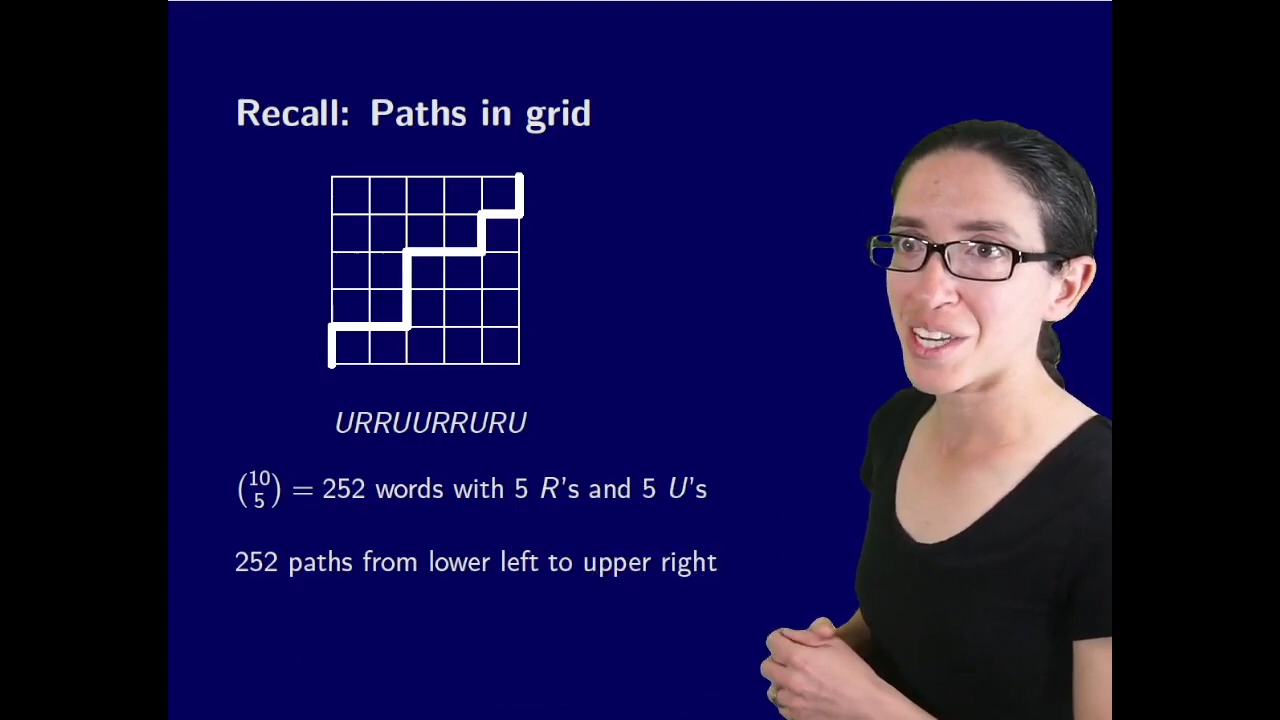 Recall: Paths in grid
URRUURRURU
(10 5) = 252 words with 5 R's and 5 U's
252 paths from lower left to upper right